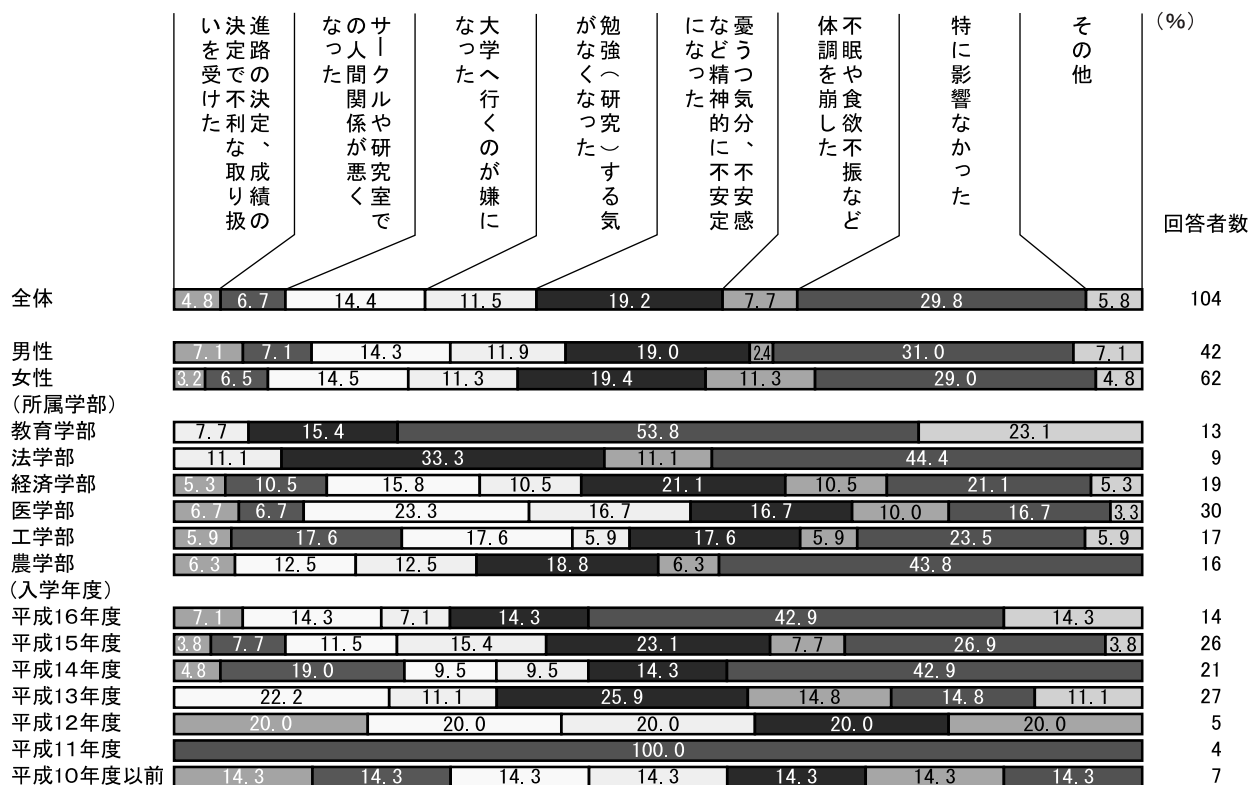 (%)
進路の決定、成績の
決定で不利な取り扱
いを受けた
サークルや研究室で
の人間関係が悪く
なった
大学へ行くのが嫌に
なった
勉強（研究）する気
がなくなった
憂うつ気分、不安感
など精神的に不安定
になった
不眠や食欲不振など
体調を崩した
特に影響なかった
その他
回答者数
全体 4.8 6.7 14.4 11.5 19.2 7.7 29.8 5.8 104
男性 7.1 7.1 14.3 11.9 19.0 2.4 31.0 7.1 42
女性 3.2 6.5 14.5 11.3 19.4 11.3 29.0 4.8 62
(所属学部)
教育学部 7.7 15.4 53.8 23.1 13
法学部 11.1 33.3 11.1 44.4 9
経済学部 5.3 10.5 15.8 10.5 21.1 10.5 21.1 5.3 19
医学部 6.7 6.7 23.3 16.7 16.7 10.0 16.7 3.3 30
工学部 5.9 17.6 17.6 5.9 17.6 5.9 23.5 5.9 17
農学部 6.3 12.5 12.5 18.8 6.3 43.8 16
(入学年度)
平成16年度 7.1 14.3 7.1 14.3 42.9 14.3 14
平成15年度 3.8 7.7 11.5 15.4 23.1 7.7 26.9 3.8 26
平成14年度 4.8 19.0 9.5 9.5 14.3 42.9 21
平成13年度 22.2 11.1 25.9 14.8 14.8 11.1 27
平成12年度 20.0 20.0 20.0 20.0 20.0 5
平成11年度 100.0 4
平成10年度以前 14.3 14.3 14.3 14.3 14.3 14.3 14.3 7